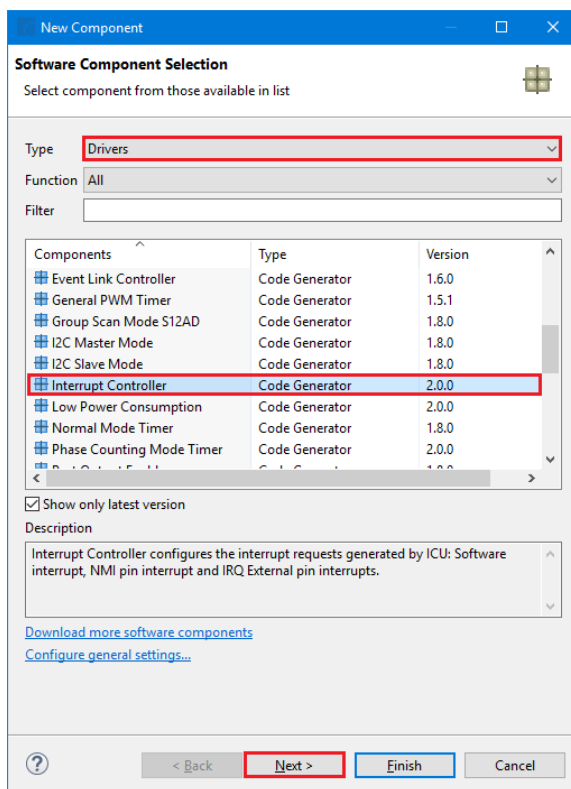 New Component
Software Component Selection
Select component from those available in list
Type Drivers
Function All
Filter
Components Type Version
Event Link Controller Code Generator 1.6.0
General PWM Timer Code Generator 1.5.1
Group Scan Mode S12AD Code Generator 1.8.0
I2C Master Mode Code Generator 1.8.0
I2C Slave Mode Code Generator 1.8.0
Interrupt Controller Code Generator 2.0.0
Low Power Consumption Code Generator 2.0.0
Normal Mode Timer Code Generator 1.8.0
Phase Counting Mode Timer Code Generator 2.0.0
Show only latest version
Description
Interrupt Controller configures the interrupt requests generated by ICU: Software
interrupt, NMI pin interrupt and IRQ External pin interrupts.
Download more software components
Configure general settings...
? < Back Next > Finish Cancel